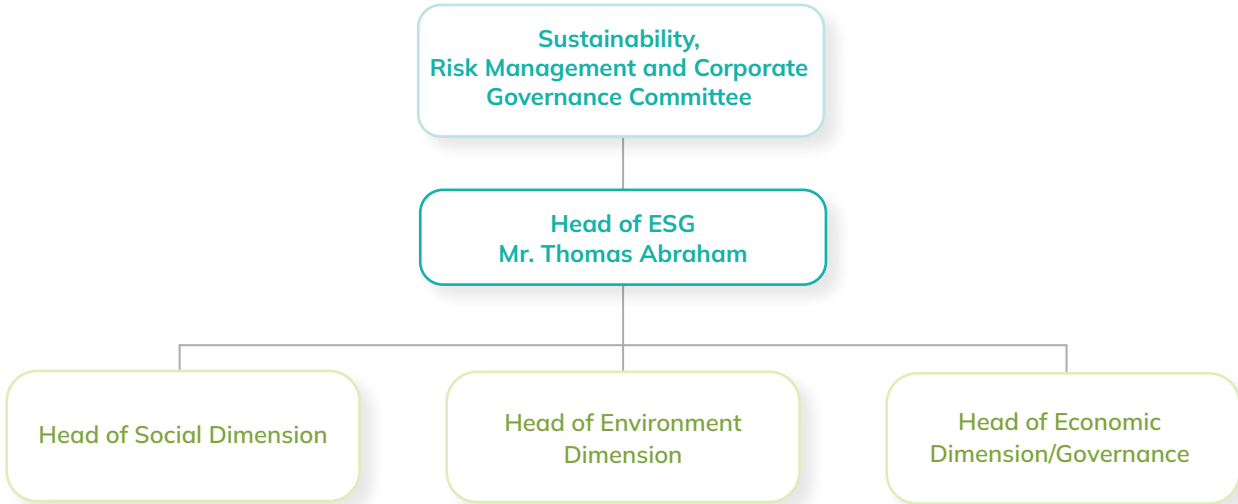 Sustainability,
Risk Management and Corporate
Governance Committee
Head of ESG
Mr. Thomas Abraham
Head of Social Dimension
Head of Environment
Dimension
Head of Economic
Dimension/Governance